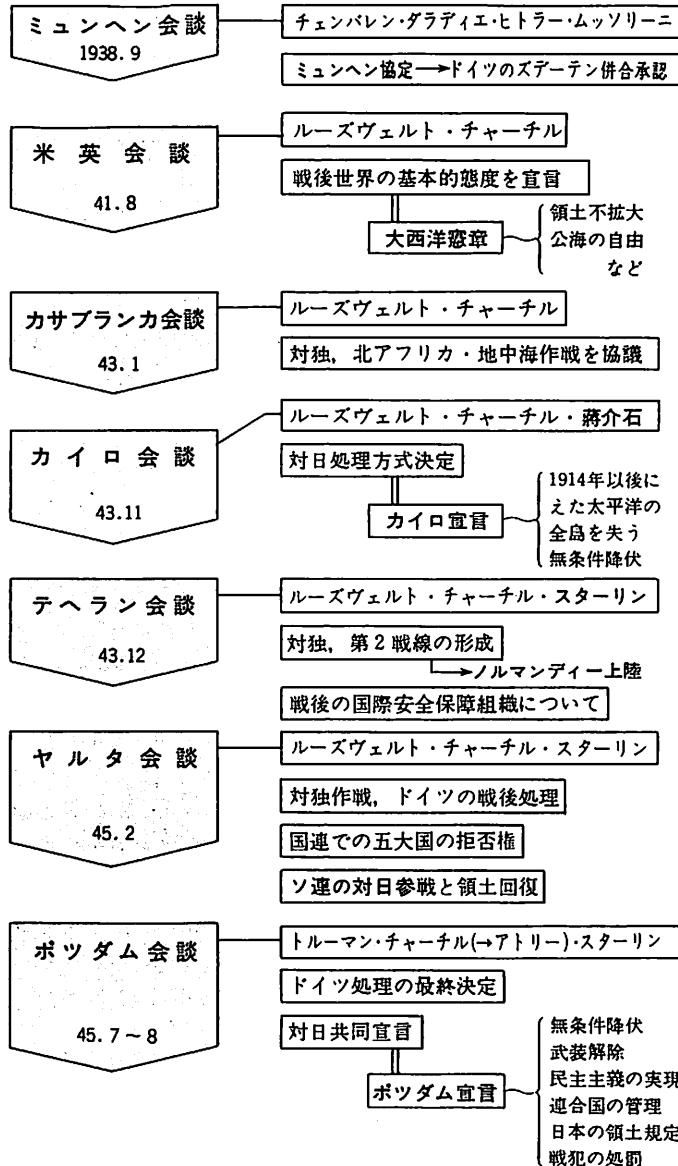 ミュンヘン会談
1938.9
チェンバレン・ダラディエ・ヒトラー・ムッソリーニ
ミュンヘン協定→ドイツのズデーテン併合承認
米英会談
41.8
ルーズヴェルト・チャーチル
戦後世界の基本的態度を宣言
大西洋憲章
領土不拡大
公海の自由
など
カサブランカ会談
43.1
ルーズヴェルト・チャーチル
対独，北アフリカ・地中海作戦を協議
カイロ会談
43.11
ルーズヴェルト・チャーチル・蔣介石
対日処理方式決定
カイロ宣言
1914年以後に
えた太平洋の
全島を失う
無条件降伏
テヘラン会談
43.12
ルーズヴェルト・チャーチル・スターリン
対独，第2戦線の形成
→ノルマンディー上陸
戦後の国際安全保障組織について
ヤルタ会談
45.2
ルーズヴェルト・チャーチル・スターリン
対独作戦，ドイツの戦後処理
国連での五大国の拒否権
ソ連の対日参戦と領土回復
ポツダム会談
45.7～8
トルーマン・チャーチル(→アトリー)・スターリン
ドイツ処理の最終決定
対日共同宣言
ポツダム宣言
無条件降伏
武装解除
民主主義の実現
連合国の管理
日本の領土規定
戦犯の処罰